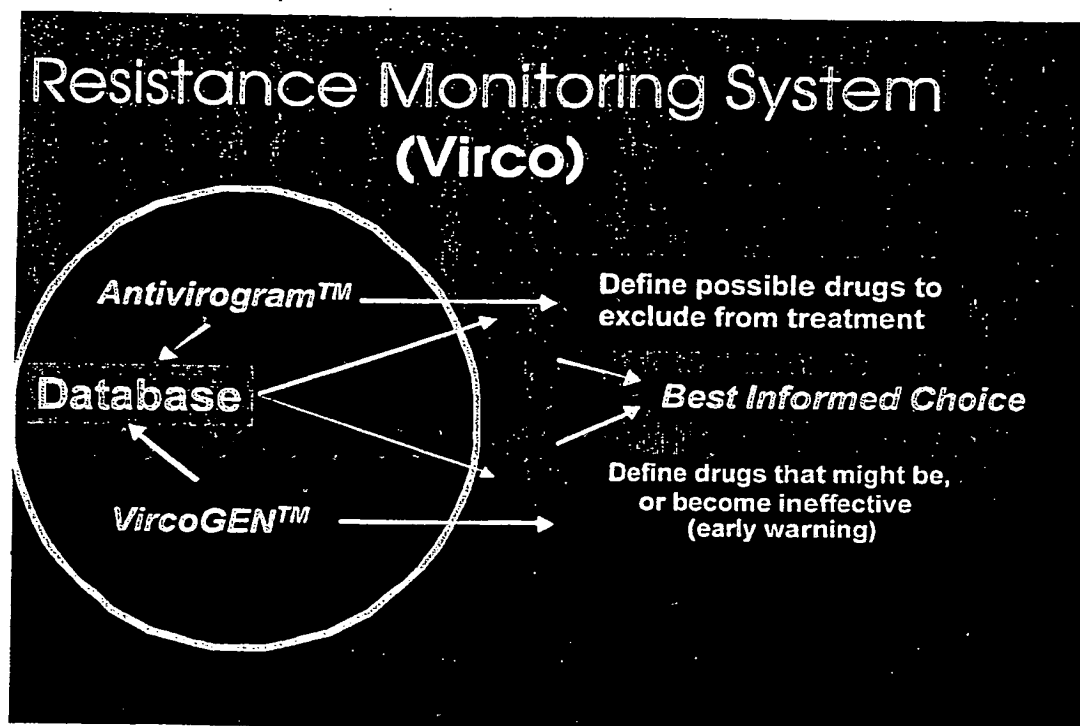 Resistance Monitoring System
(Virco)
Antivirogram™
Define possible drugs to
exclude from treatment
Database
Best Informed Choice
VircoGEN™
Define drugs that might be,
or become ineffective
(early warning)